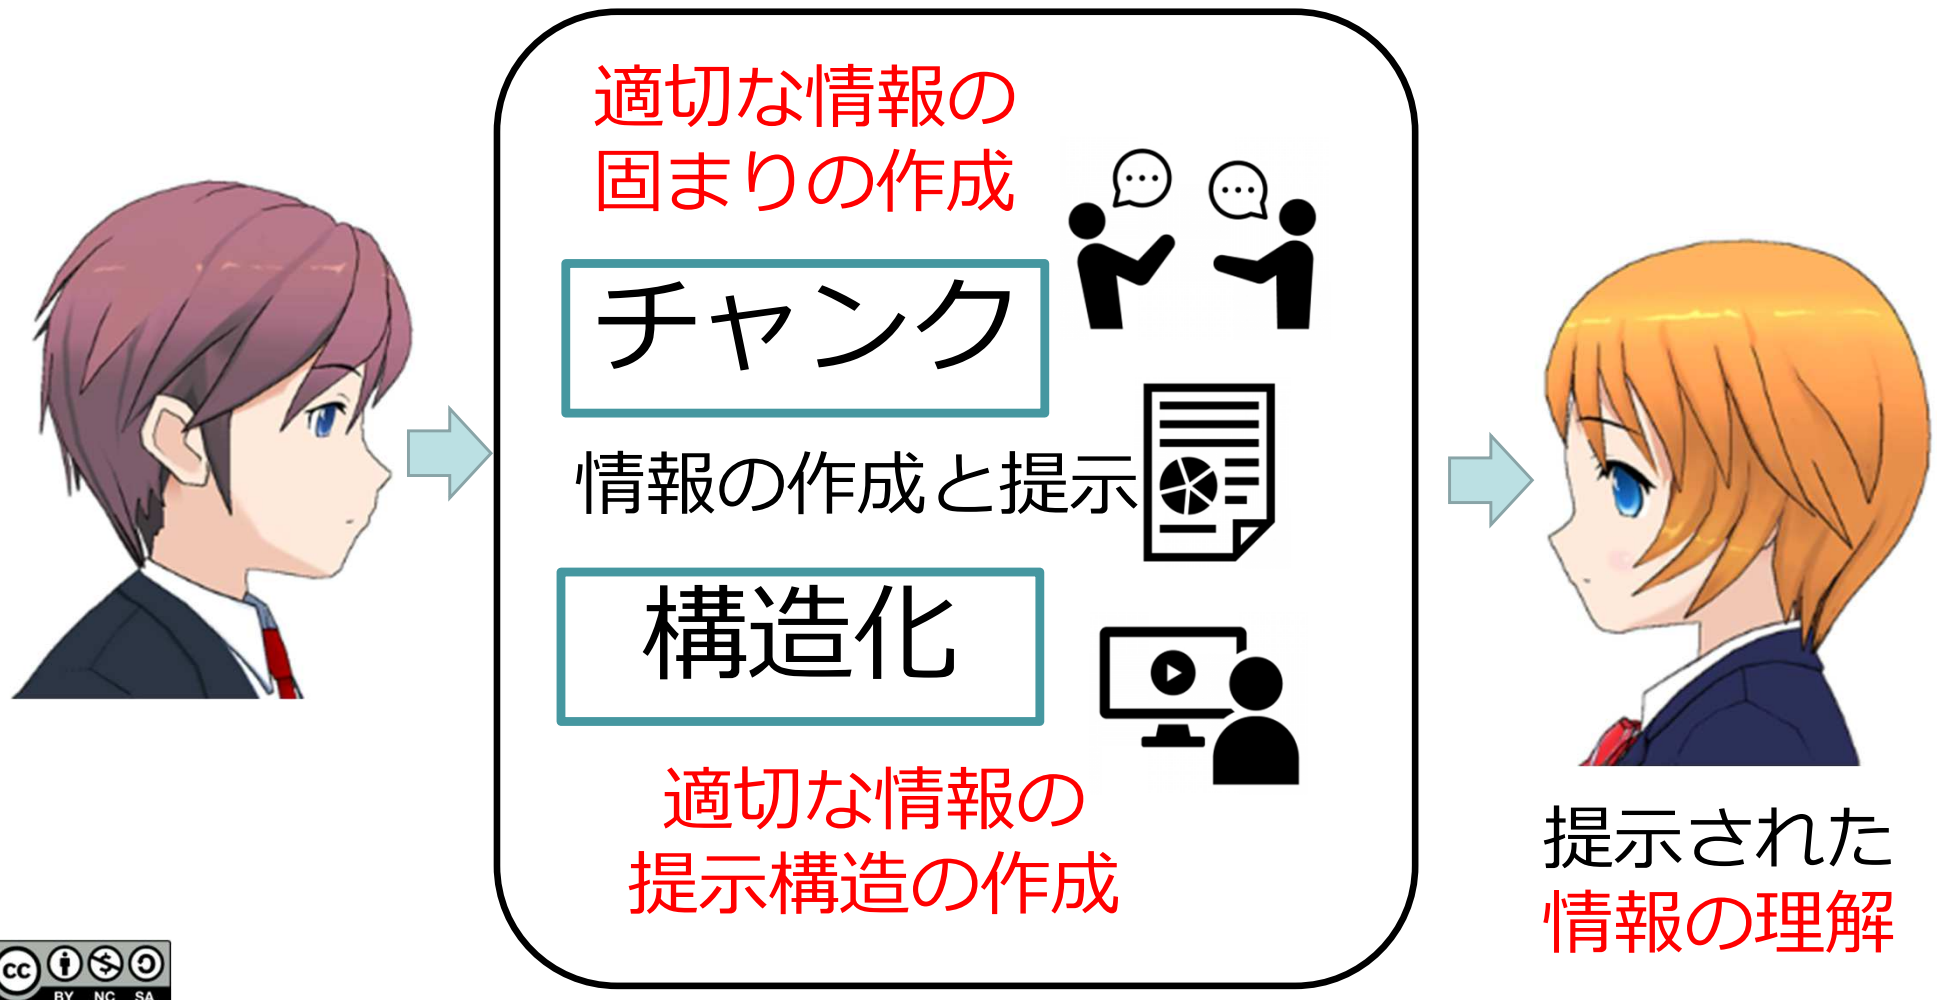 適切な情報の
固まりの作成
チャンク
情報の作成と提示
構造化
適切な情報の
提示構造の作成
提示された
情報の理解
cc
BY NC SA